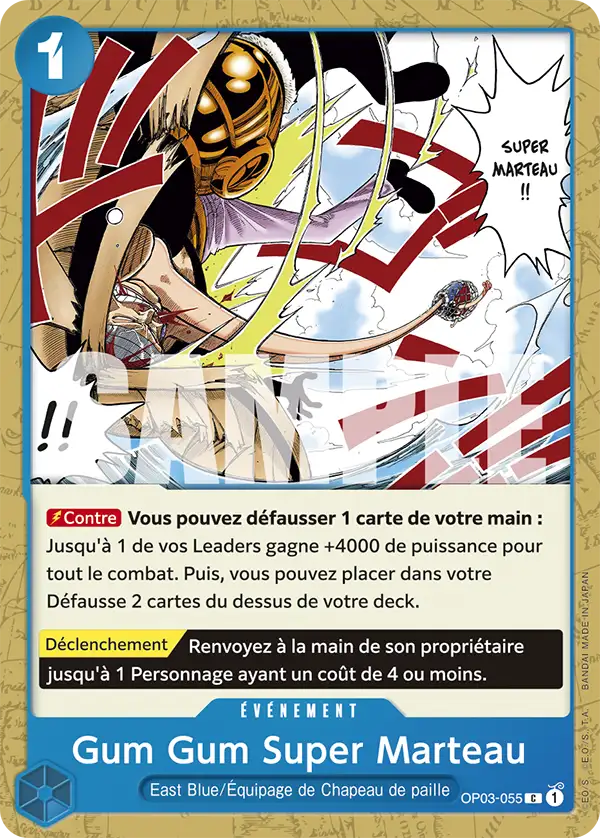 1
SUPER
MARTEAU
!!
!!
SAMPLE
Contre Vous pouvez défausser 1 carte de votre main :
Jusqu'à 1 de vos Leaders gagne +4000 de puissance pour
tout le combat. Puis, vous pouvez placer dans votre
Défausse 2 cartes du dessus de votre deck.
Déclenchement Renvoyez à la main de son propriétaire
jusqu'à 1 Personnage ayant un coût de 4 ou moins.
ÉVÉNEMENT
Gum Gum Super Marteau
East Blue/Équipage de Chapeau de paille
OP03-055 C 1
©E.O./S. ©E.O./S.,T.A. BANDAI MADE IN JAPAN